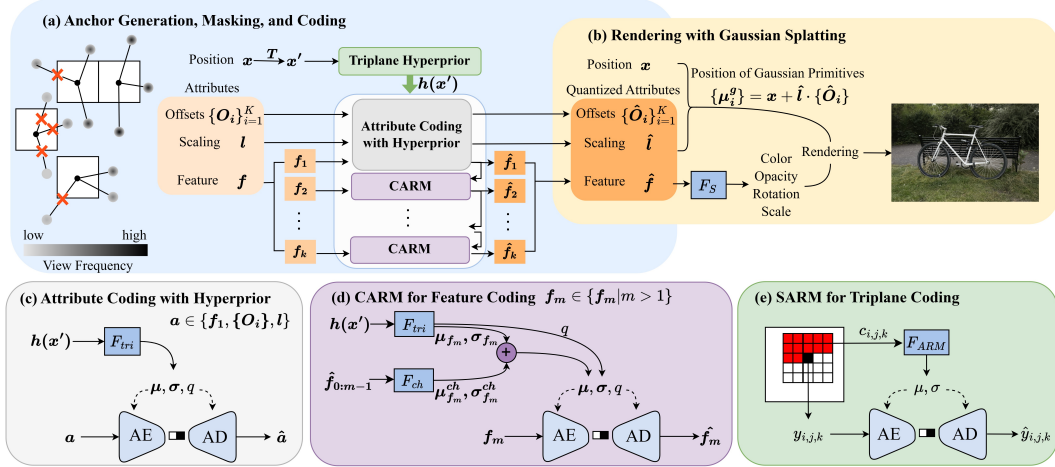 (a) Anchor Generation, Masking, and Coding
Position x T x′
Triplane Hyperprior
h(x′)
Attributes
Offsets {O_i}_{i=1}^K
Scaling l
Feature f
Attribute Coding
with Hyperprior
f_1
f_2
f_k
CARM
CARM
f̂_1
f̂_2
f̂_k
low high
View Frequency
(b) Rendering with Gaussian Splatting
Position x
Quantized Attributes
Offsets {Ô_i}_{i=1}^K
Scaling l̂
Feature f̂
Position of Gaussian Primitives
{μ_i^g} = x + l̂ · {Ô_i}
F_S
Color
Opacity
Rotation
Scale
Rendering
(c) Attribute Coding with Hyperprior
a ∈ {f_1, {O_i}, l}
h(x′)
F_tri
μ, σ, q
a AE AD â
(d) CARM for Feature Coding f_m ∈ {f_m|m > 1}
h(x′)
F_tri
q
μ_{f_m}, σ_{f_m}
+
f̂_{0:m−1}
F_ch
μ_{f_m}^{ch}, σ_{f_m}^{ch}
μ, σ, q
f_m AE AD f̂_m
(e) SARM for Triplane Coding
c_{i,j,k}
F_ARM
μ, σ
y_{i,j,k} AE AD ŷ_{i,j,k}